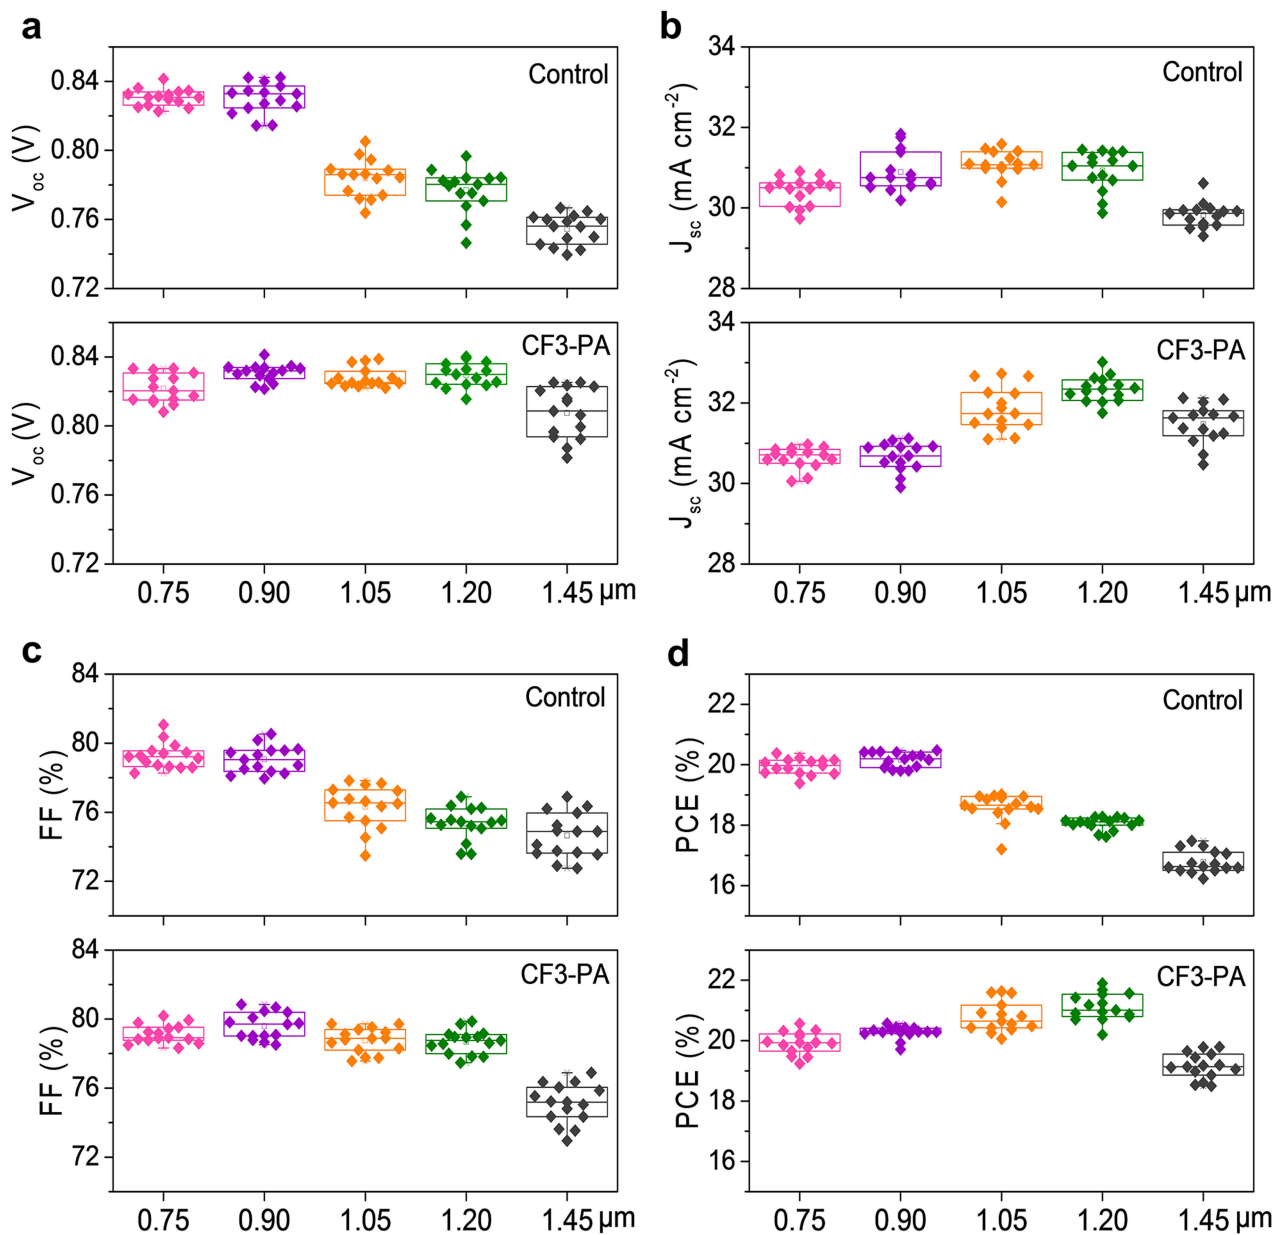 a
Control
0.84
0.80
0.76
0.72
Voc (V)
CF3-PA
0.84
0.80
0.76
0.72
Voc (V)
0.75 0.90 1.05 1.20 1.45 µm
b
Control
34
32
30
28
Jsc (mA cm-2)
CF3-PA
34
32
30
28
Jsc (mA cm-2)
0.75 0.90 1.05 1.20 1.45 µm
c
Control
84
80
76
72
FF (%)
CF3-PA
84
80
76
72
FF (%)
0.75 0.90 1.05 1.20 1.45 µm
d
Control
22
20
18
16
PCE (%)
CF3-PA
22
20
18
16
PCE (%)
0.75 0.90 1.05 1.20 1.45 µm